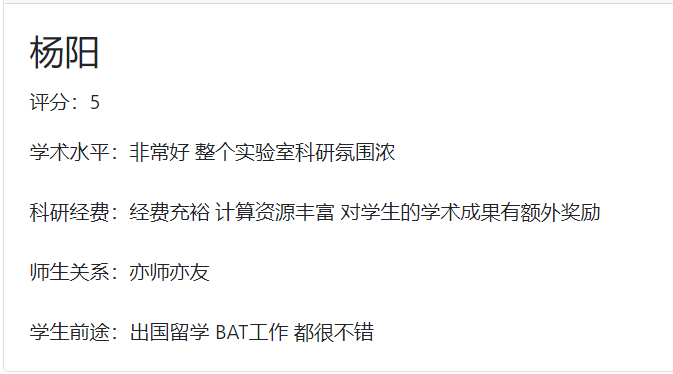 杨阳
评分：5
学术水平：非常好 整个实验室科研氛围浓
科研经费：经费充裕 计算资源丰富 对学生的学术成果有额外奖励
师生关系：亦师亦友
学生前途：出国留学 BAT工作 都很不错